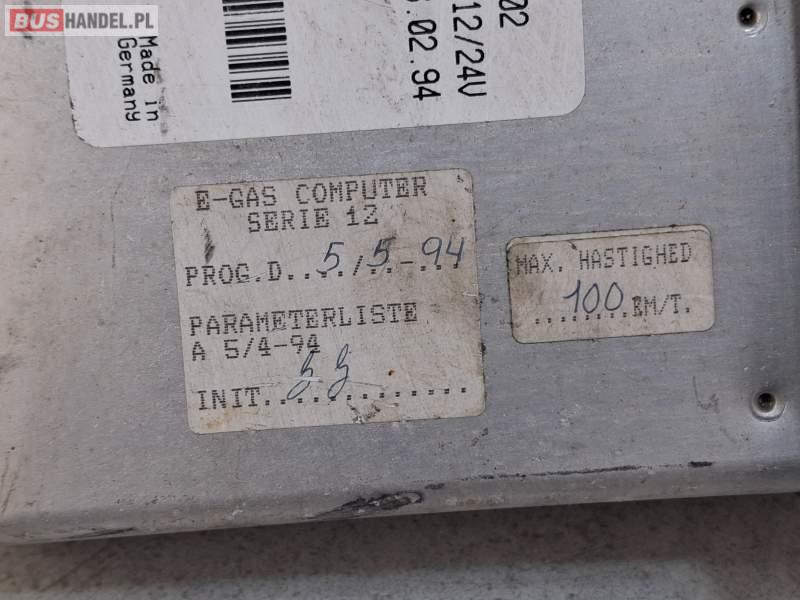 BUSHANDEL.PL
Made in
Germany
02
12/24V
.02.94
E-GAS COMPUTER
SERIE 12
PROG.D..5./.5.-.94
PARAMETERLISTE
A 5/4-94
INIT.............
MAX. HASTIGHED
100 KM/T.